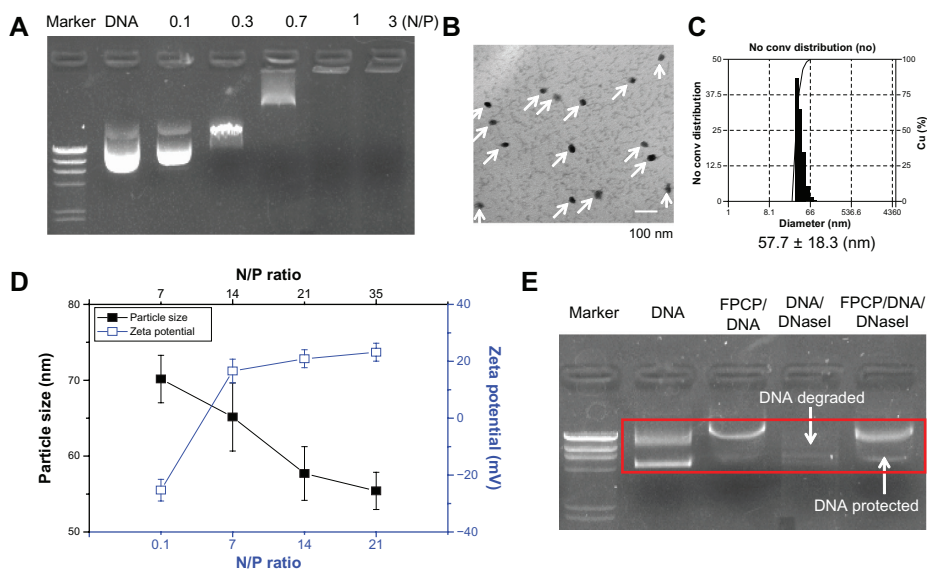 A
Marker DNA 0.1 0.3 0.7 1 3 (N/P)
B
100 nm
C
No conv distribution (no)
50
37.5
25
12.5
0
No conv distribution
100
75
50
25
0
Cu (%)
1 8.1 66 536.6 4360
Diameter (nm)
57.7 ± 18.3 (nm)
D
N/P ratio
7 14 21 35
80
70
60
50
Particle size (nm)
Particle size
Zeta potential
40
20
0
−20
−40
Zeta potential (mV)
0.1 7 14 21
N/P ratio
E
Marker DNA FPCP/ DNA/ FPCP/DNA/
DNA DNaseI DNaseI
DNA degraded
DNA protected